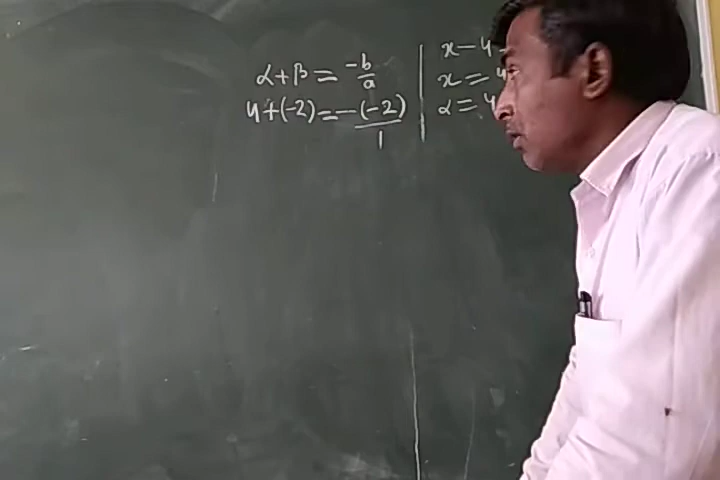 α+β = -b/a
4+(-2) = -(-2)/1
x-4
x = 4
α = 4